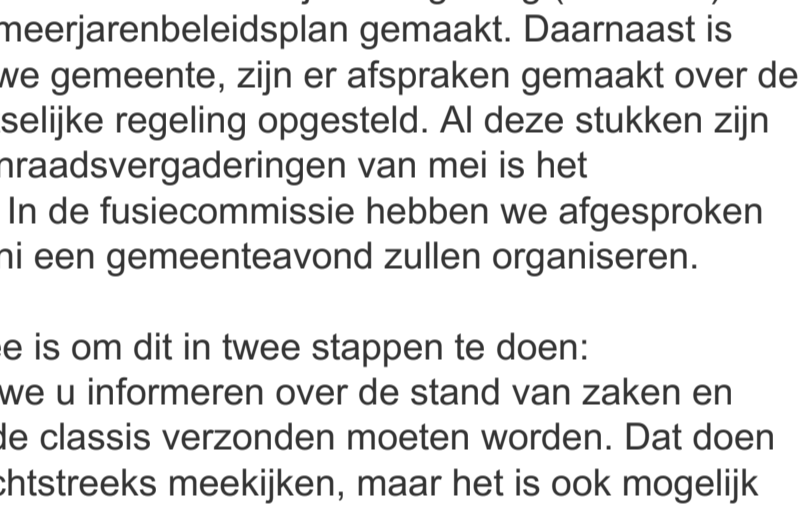 meerjarenbeleidsplan gemaakt. Daarnaast is
we gemeente, zijn er afspraken gemaakt over de
selijke regeling opgesteld. Al deze stukken zijn
nraadsvergaderingen van mei is het
In de fusiecommissie hebben we afgesproken
ni een gemeenteavond zullen organiseren.

e is om dit in twee stappen te doen:
we u informeren over de stand van zaken en
de classis verzonden moeten worden. Dat doen
chtstreeks meekijken, maar het is ook mogelijk